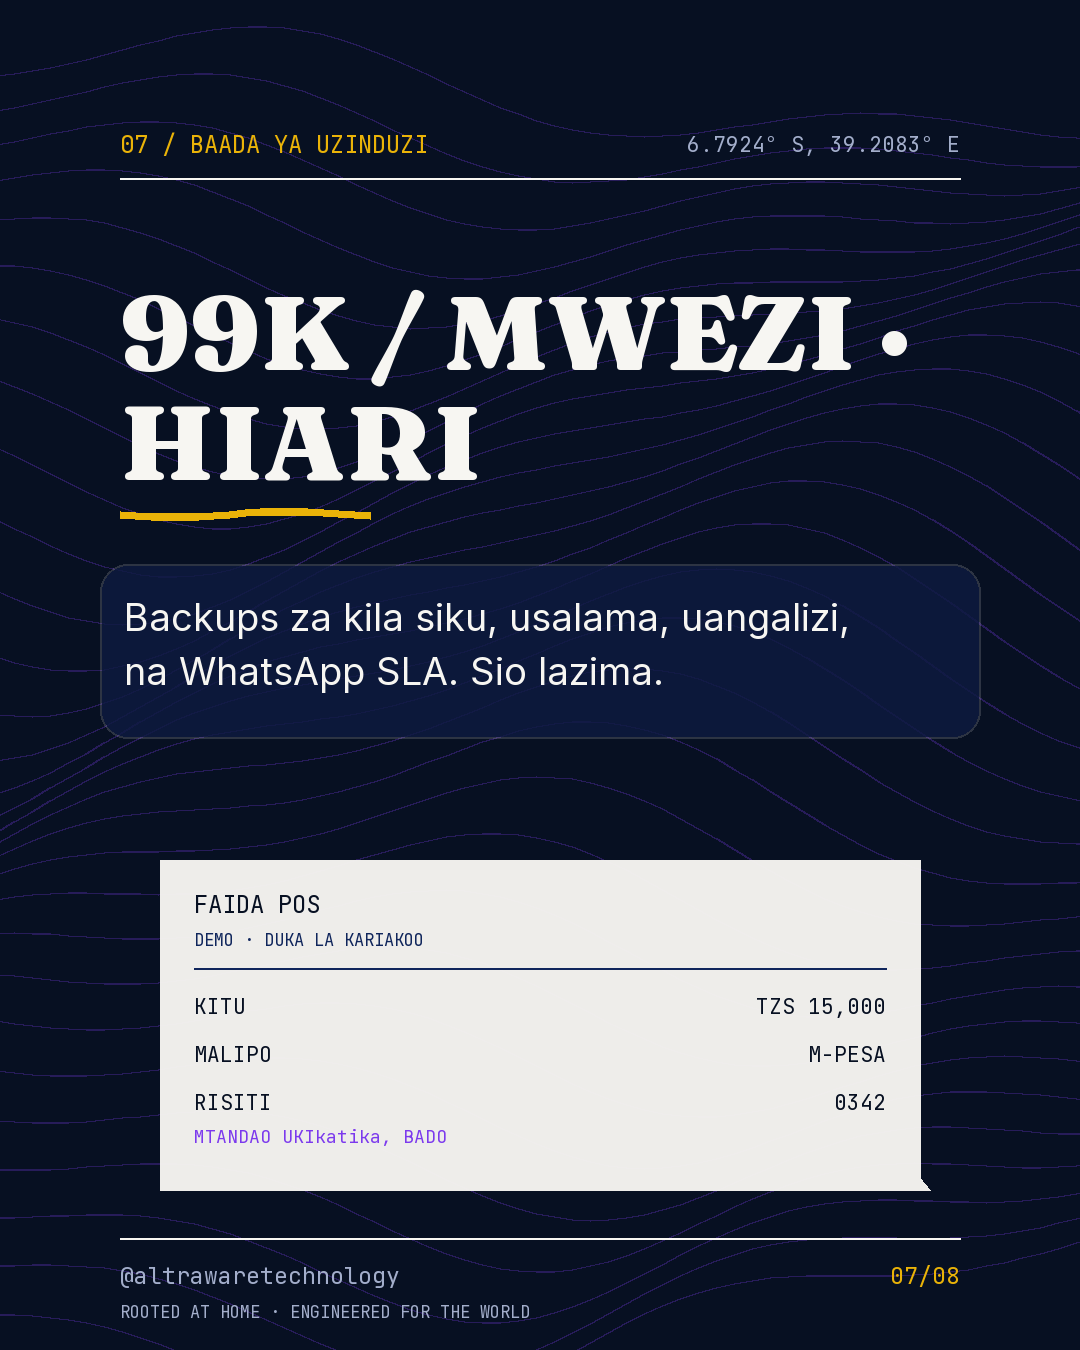 07 / BAADA YA UZINDUZI
6.7924° S, 39.2083° E
99K / MWEZI •
HIARI
Backups za kila siku, usalama, uangalizi,
na WhatsApp SLA. Sio lazima.
FAIDA POS
DEMO · DUKA LA KARIAKOO
KITU TZS 15,000
MALIPO M-PESA
RISITI 0342
MTANDAO UKIkatika, BADO
@altrawaretechnology
07/08
ROOTED AT HOME · ENGINEERED FOR THE WORLD